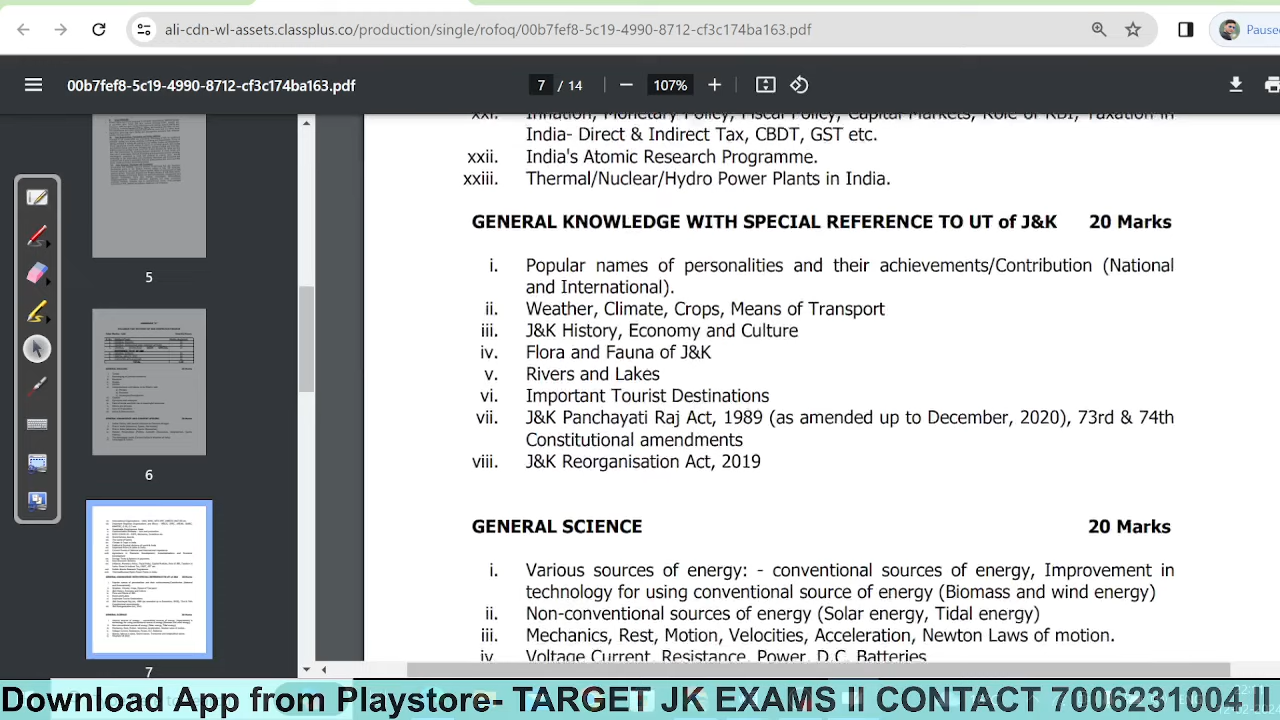 ali-cdn-wl-assets.classplus.co/production/single/rofoq/00b7fef8-5c19-4990-8712-cf3c174ba163.pdf
Paused
00b7fef8-5c19-4990-8712-cf3c174ba163.pdf
7 / 14
107%
India- Direct & Indirect Tax, CBDT, GST etc.
xxii. India's Atomic Research Programme.
xxiii. Thermal/Nuclear/Hydro Power Plants in India.
5
GENERAL KNOWLEDGE WITH SPECIAL REFERENCE TO UT of J&K 20 Marks
i. Popular names of personalities and their achievements/Contribution (National
and International).
ii. Weather, Climate, Crops, Means of Transport
iii. J&K History, Economy and Culture
iv. Flora and Fauna of J&K
v. Rivers and Lakes
vi. Important Tourist Destinations
vii. J&K Panchayati Raj Act, 1989 (as amended up to December, 2020), 73rd & 74th
Constitutional amendments
viii. J&K Reorganisation Act, 2019
6
GENERAL SCIENCE 20 Marks
sources of energy:- conventional sources of energy, Improvement in
technology for using conventional source of energy (Biomass and wind energy)
ii. Non-conventional sources of energy (Solar energy, Tidal energy)
iii. Mechanics, Rest, Motion, Velocities, Acceleration, Newton Laws of motion.
iv. Voltage Current, Resistance, Power, D.C. Batteries
7
Download App from Playstore- TARGET JK EXAMS II CONTACT 7006231004 II